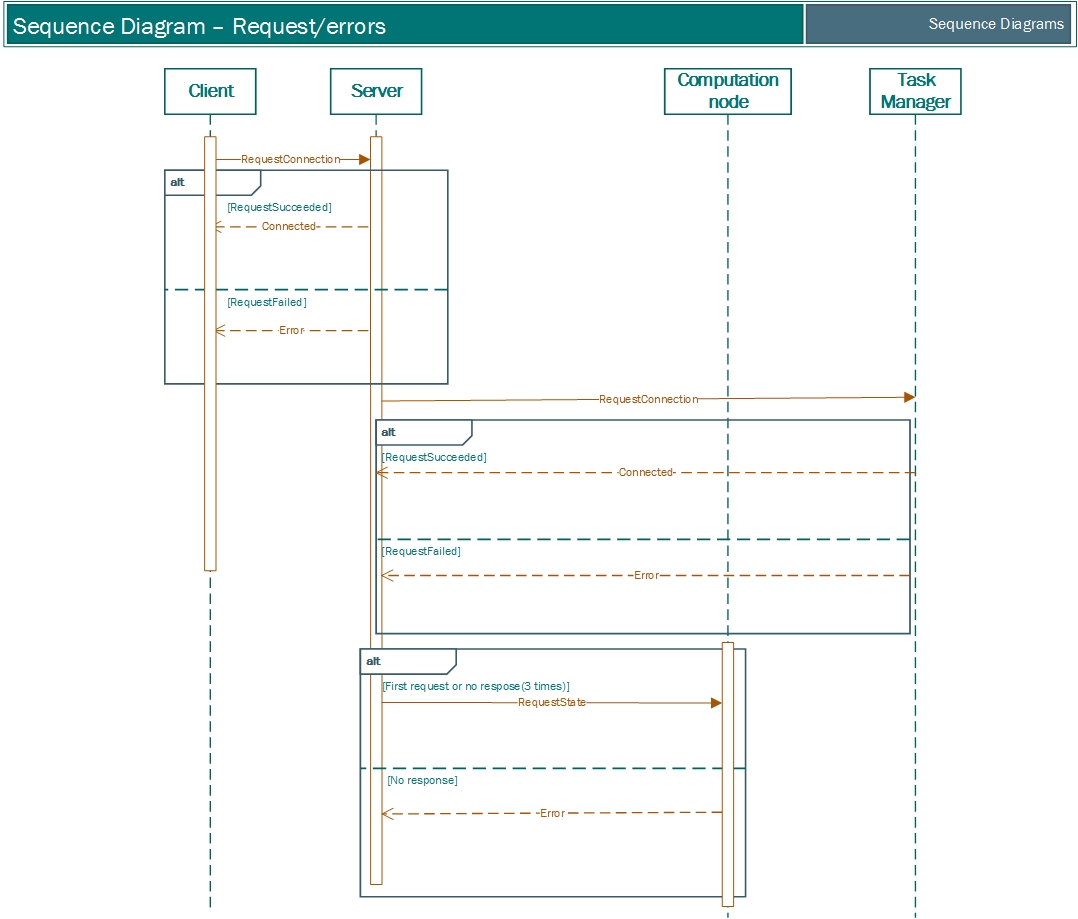 Sequence Diagram – Request/errors
Sequence Diagrams
Client
Server
Computation
node
Task
Manager
RequestConnection
alt
[RequestSucceeded]
Connected
[RequestFailed]
Error
RequestConnection
alt
[RequestSucceeded]
Connected
[RequestFailed]
Error
alt
[First request or no respose(3 times)]
RequestState
[No response]
Error